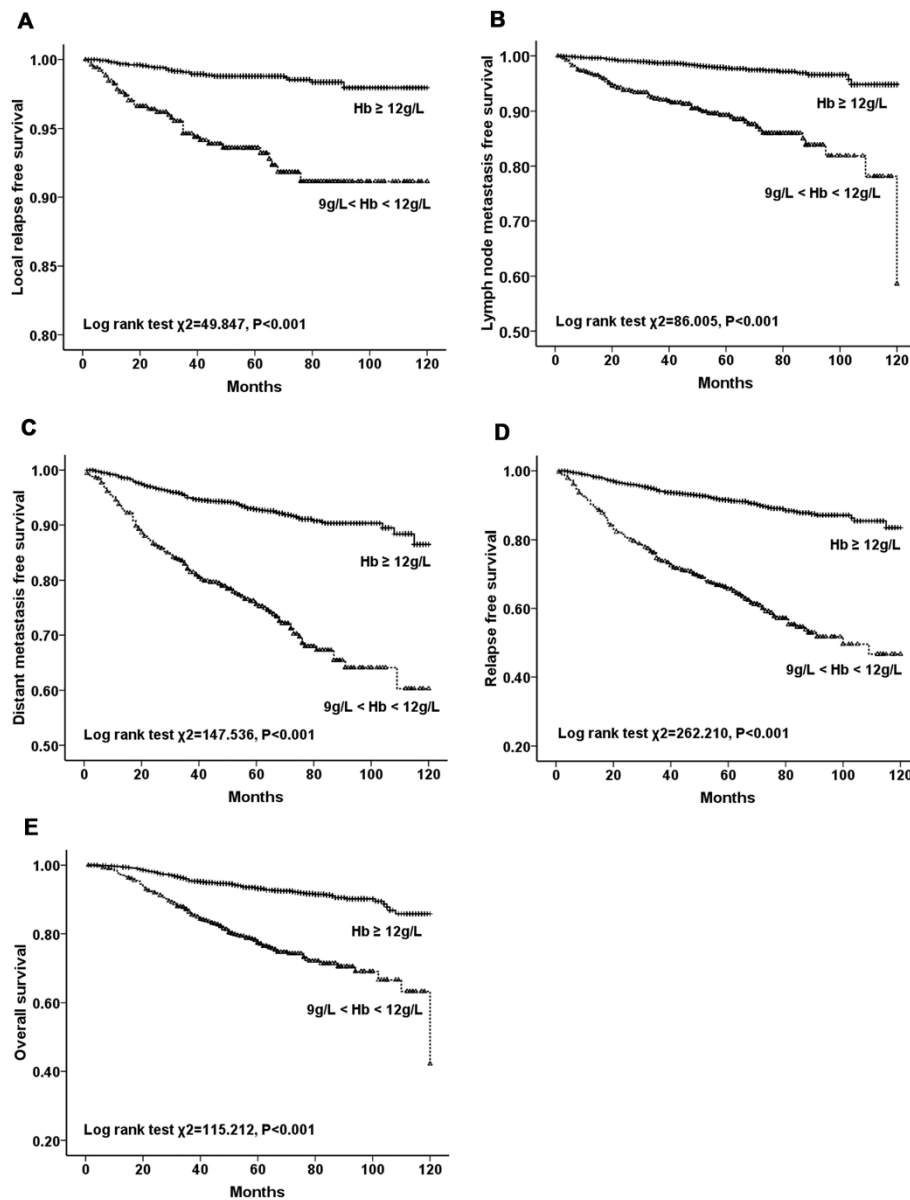 A
Local relapse free survival
1.00
0.95
0.90
0.85
0.80
Hb ≥ 12g/L
9g/L< Hb < 12g/L
Log rank test χ2=49.847, P<0.001
0 20 40 60 80 100 120
Months
B
Lymph node metastasis free survival
1.00
0.90
0.80
0.70
0.60
0.50
Hb ≥ 12g/L
9g/L < Hb < 12g/L
Log rank test χ2=86.005, P<0.001
0 20 40 60 80 100 120
Months
C
Distant metastasis free survival
1.00
0.90
0.80
0.70
0.60
0.50
Hb ≥ 12g/L
9g/L < Hb < 12g/L
Log rank test χ2=147.536, P<0.001
0 20 40 60 80 100 120
Months
D
Relapse free survival
1.00
0.80
0.60
0.40
0.20
Hb ≥ 12g/L
9g/L < Hb < 12g/L
Log rank test χ2=262.210, P<0.001
0 20 40 60 80 100 120
Months
E
Overall survival
1.00
0.80
0.60
0.40
0.20
Hb ≥ 12g/L
9g/L < Hb < 12g/L
Log rank test χ2=115.212, P<0.001
0 20 40 60 80 100 120
Months